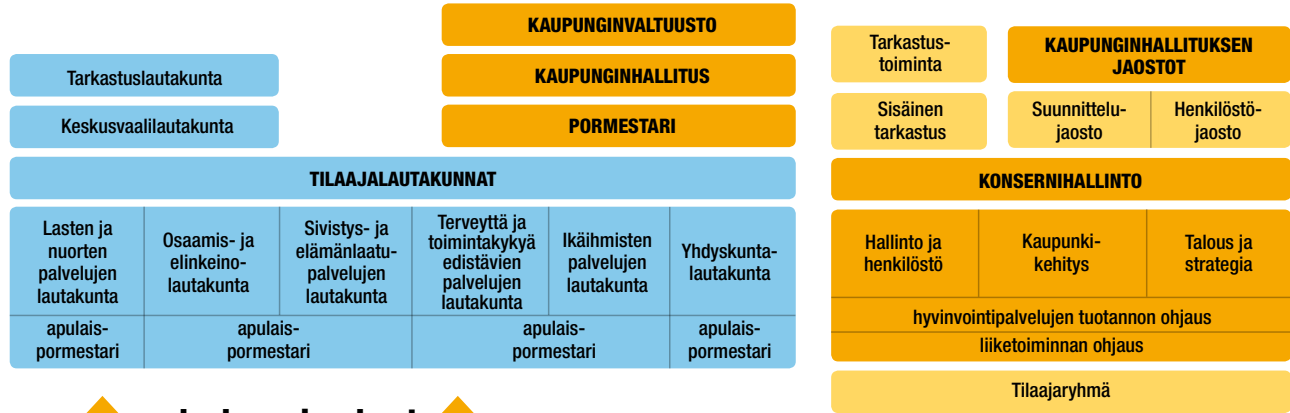 KAUPUNGINVALTUUSTO
Tarkastuslautakunta
KAUPUNGINHALLITUS
Keskusvaalilautakunta
PORMESTARI
TILAAJALAUTAKUNNAT
Lasten ja
nuorten
palvelujen
lautakunta
Osaamis- ja
elinkeino-
lautakunta
Sivistys- ja
elämänlaatu-
palvelujen
lautakunta
Terveyttä ja
toimintakykyä
edistävien
palvelujen
lautakunta
Ikäihmisten
palvelujen
lautakunta
Yhdyskunta-
lautakunta
apulais-
pormestari
apulais-
pormestari
apulais-
pormestari
apulais-
pormestari
Tarkastus-
toiminta
KAUPUNGINHALLITUKSEN
JAOSTOT
Sisäinen
tarkastus
Suunnittelu-
jaosto
Henkilöstö-
jaosto
KONSERNIHALLINTO
Hallinto ja
henkilöstö
Kaupunki-
kehitys
Talous ja
strategia
hyvinvointipalvelujen tuotannon ohjaus
liiketoiminnan ohjaus
Tilaajaryhmä